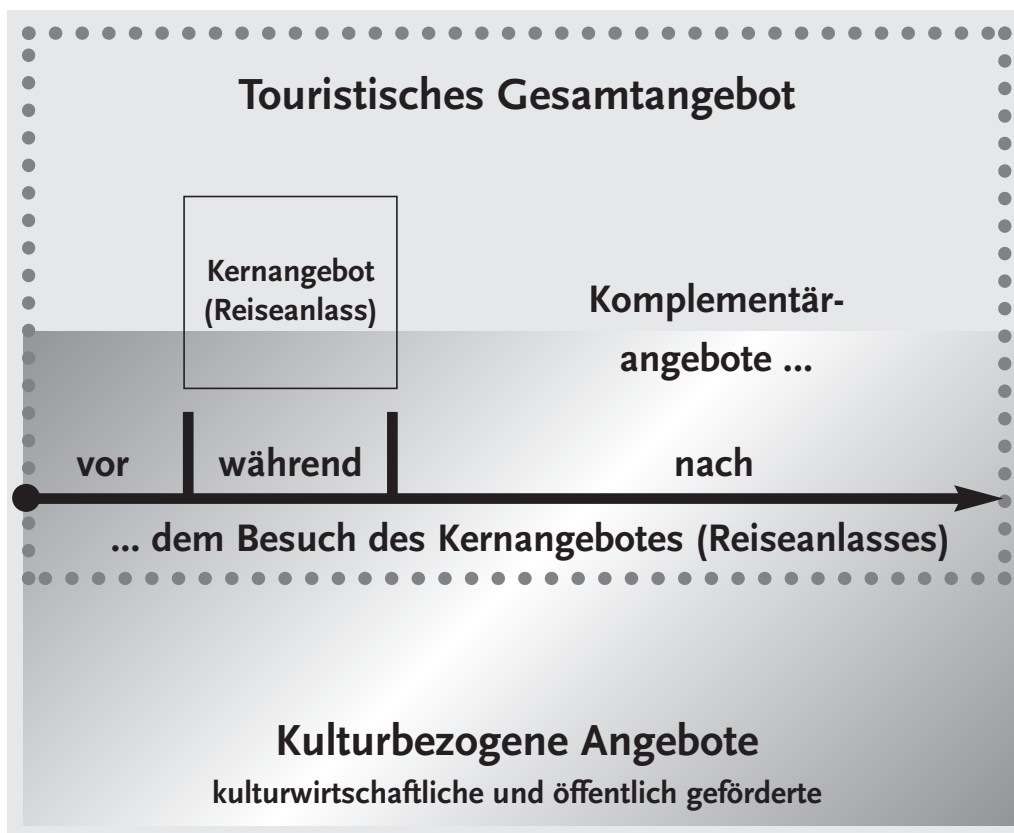 Touristisches Gesamtangebot
Kernangebot
(Reiseanlass)
Komplementär-
angebote ...
vor
während
nach
... dem Besuch des Kernangebotes (Reiseanlasses)
Kulturbezogene Angebote
kulturwirtschaftliche und öffentlich geförderte